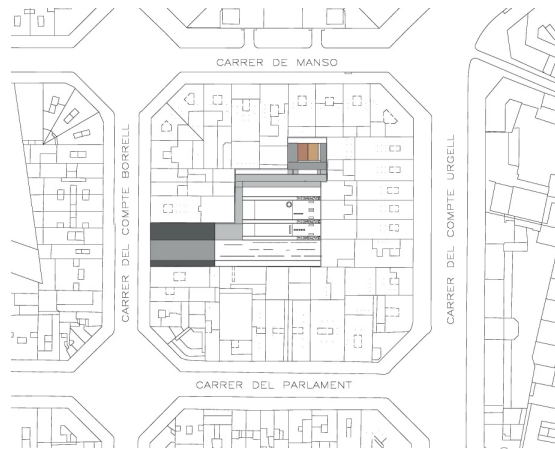 CARRER DE MANSO
CARRER DEL COMPTE BORRELL
CARRER DEL COMPTE URGELL
CARRER DEL PARLAMENT